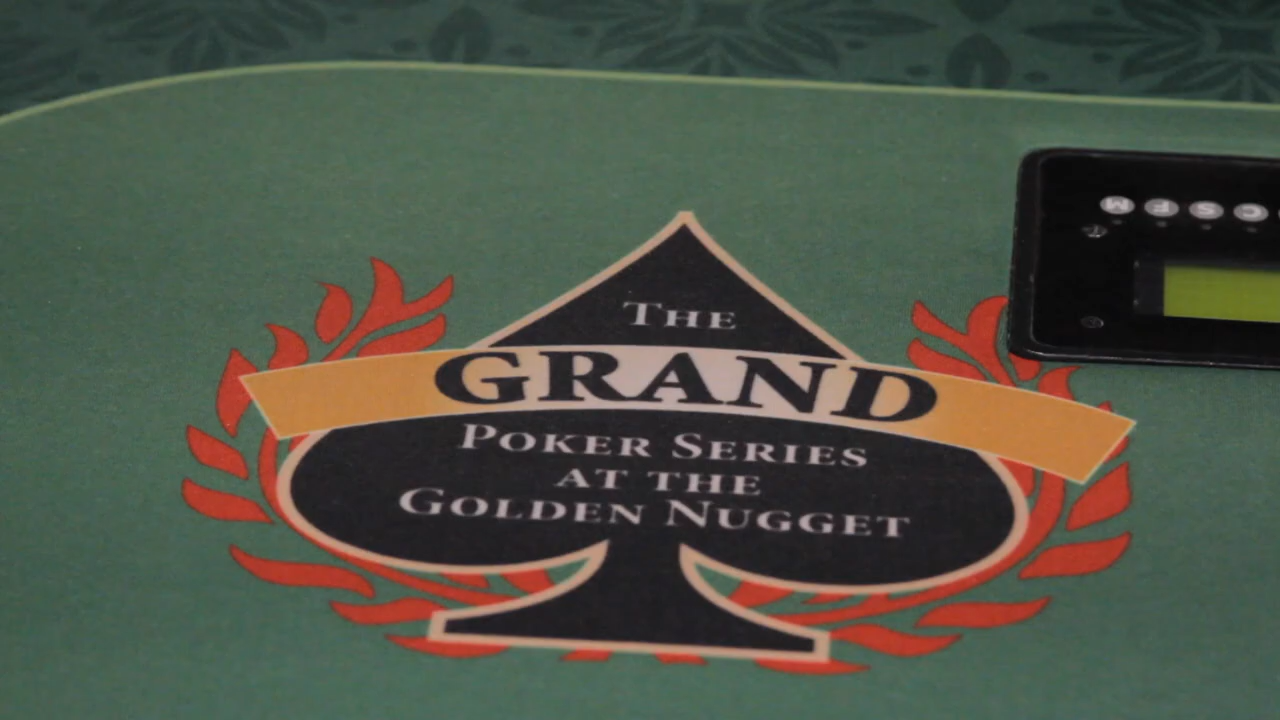 THE
GRAND
POKER SERIES
AT THE
GOLDEN NUGGET
M F S C